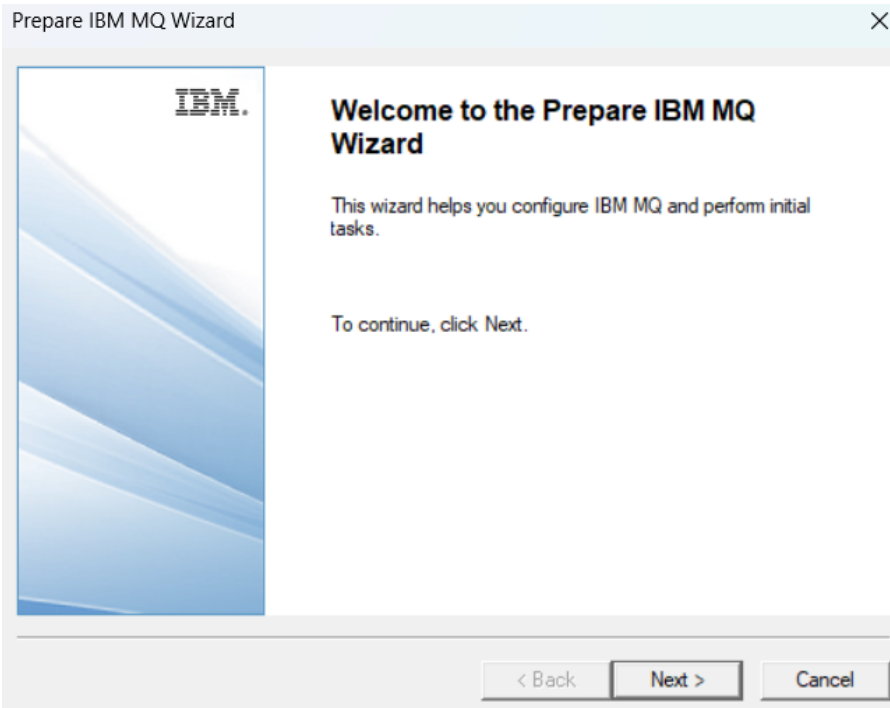 Prepare IBM MQ Wizard
IBM.
Welcome to the Prepare IBM MQ
Wizard
This wizard helps you configure IBM MQ and perform initial
tasks.
To continue, click Next.
< Back
Next >
Cancel